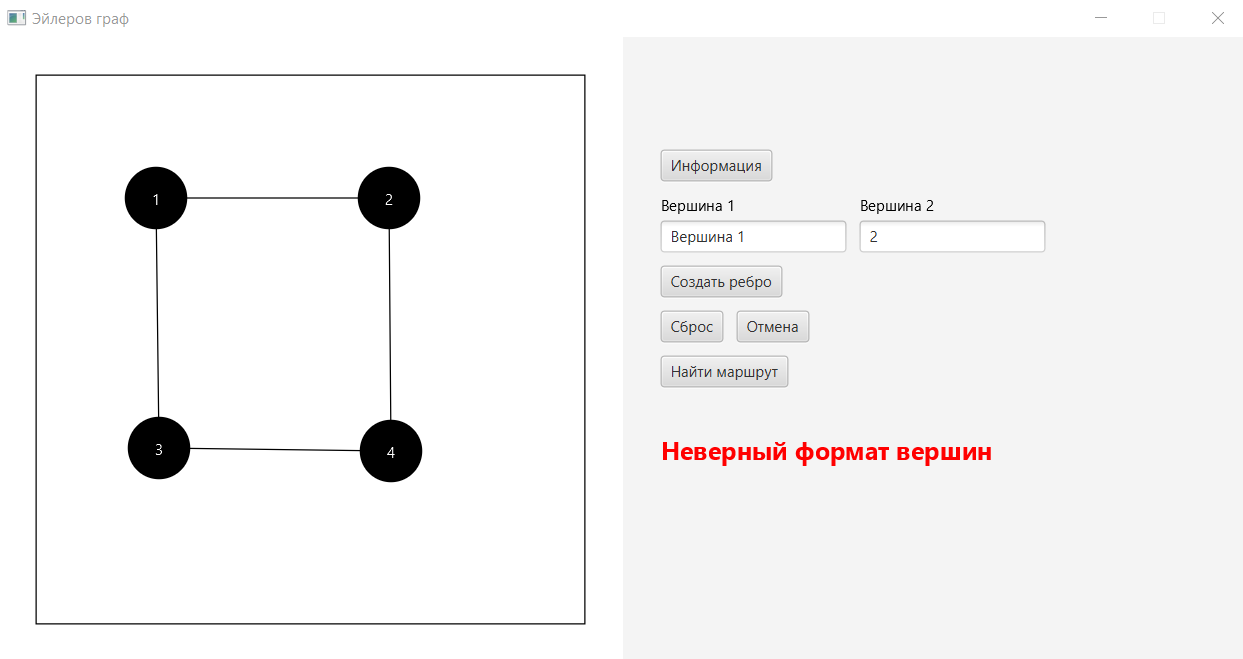 Эйлеров граф
1
2
3
4
Информация
Вершина 1
Вершина 2
Вершина 1
2
Создать ребро
Сброс
Отмена
Найти маршрут
Неверный формат вершин